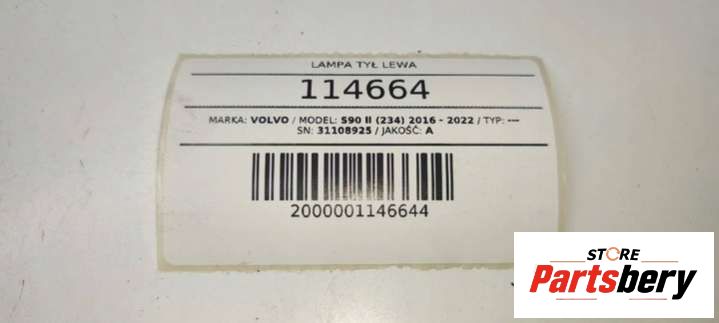 LAMPA TYŁ LEWA
114664
MARKA: VOLVO / MODEL: S90 II (234) 2016 - 2022 / TYP: ---
SN: 31108925 / JAKOŚĆ: A
2000001146644
STORE
Partsbery